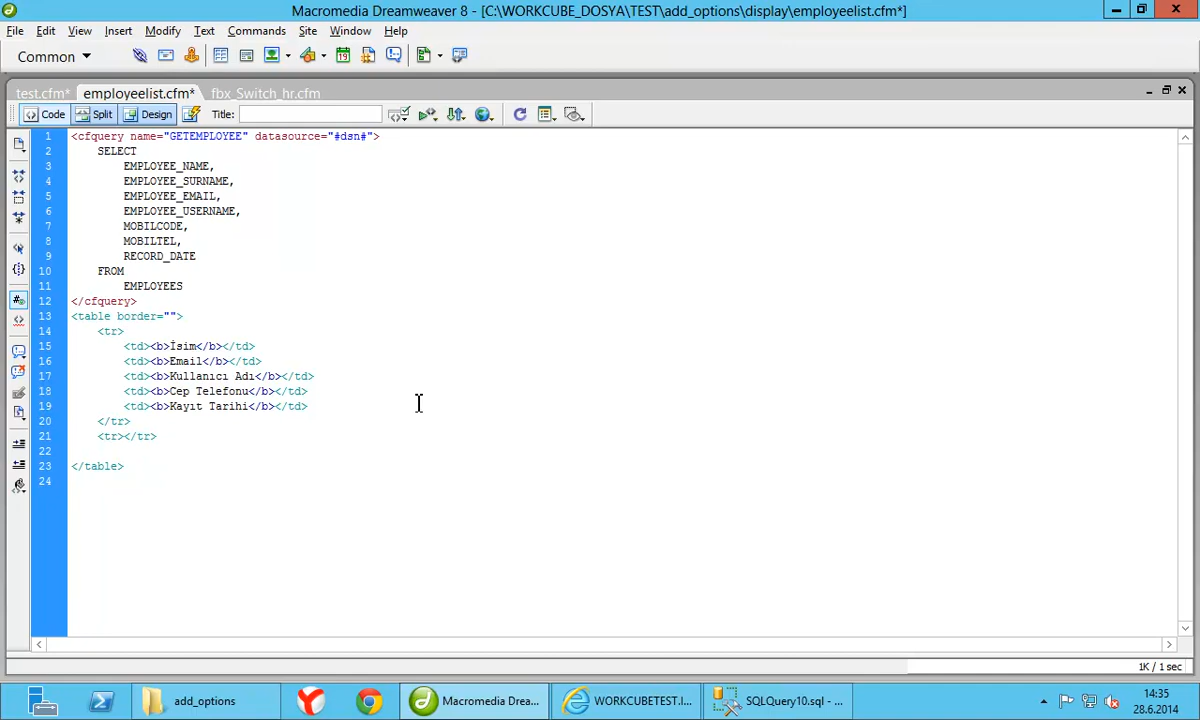 Macromedia Dreamweaver 8 - [C:\WORKCUBE_DOSYA\TEST\add_options\display\employeelist.cfm*]
File Edit View Insert Modify Text Commands Site Window Help
Common
test.cfm* employeelist.cfm* fbx_Switch_hr.cfm
Code Split Design Title:
1 <cfquery name="GETEMPLOYEE" datasource="#dsn#">
2 SELECT
3 EMPLOYEE_NAME,
4 EMPLOYEE_SURNAME,
5 EMPLOYEE_EMAIL,
6 EMPLOYEE_USERNAME,
7 MOBILCODE,
8 MOBILTEL,
9 RECORD_DATE
10 FROM
11 EMPLOYEES
12 </cfquery>
13 <table border="">
14 <tr>
15 <td><b>İsim</b></td>
16 <td><b>Email</b></td>
17 <td><b>Kullanıcı Adı</b></td>
18 <td><b>Cep Telefonu</b></td>
19 <td><b>Kayıt Tarihi</b></td>
20 </tr>
21 <tr></tr>
22
23 </table>
24
1K / 1 sec
add_options Macromedia Drea... WORKCUBETEST.I... SQLQuery10.sql - ... 14:35
28.6.2014